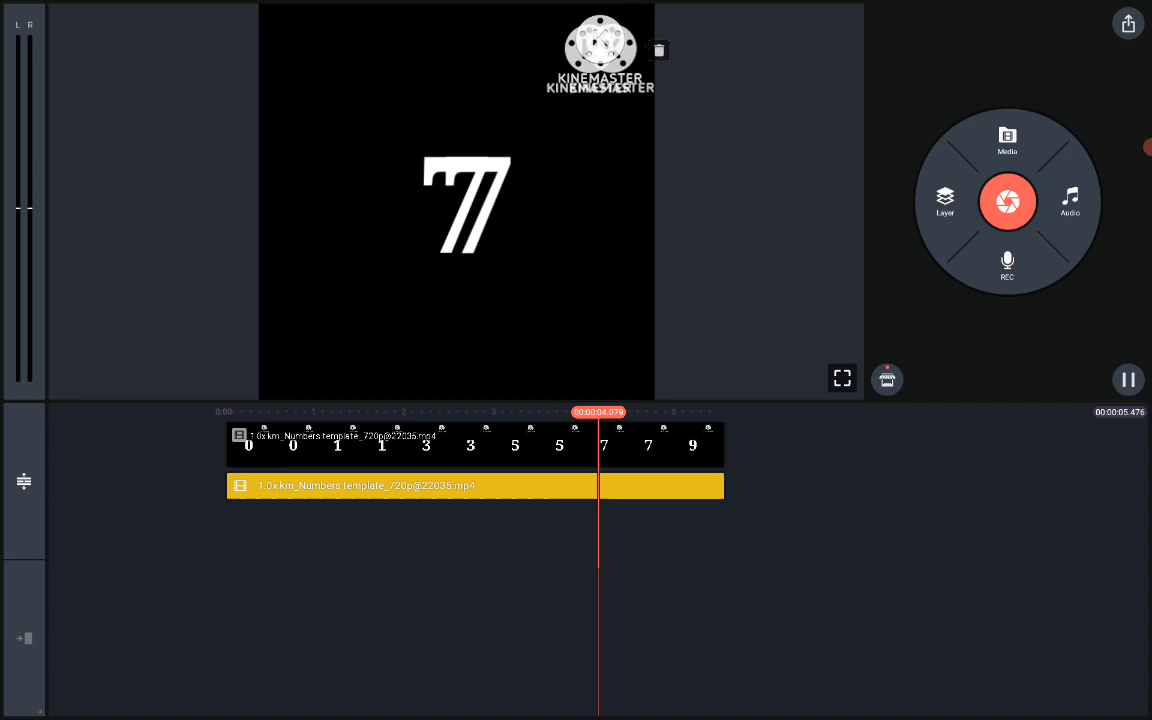 L R
KINEMASTER
KINEMASTER
77
Media
Layer
Audio
REC
0:00 1 2 3 00:00:04.079 5 00:00:05.476
1.0x km_Numbers template_720p@22035.mp4
0 0 1 1 3 3 5 5 7 7 9
1.0x km_Numbers template_720p@22035.mp4